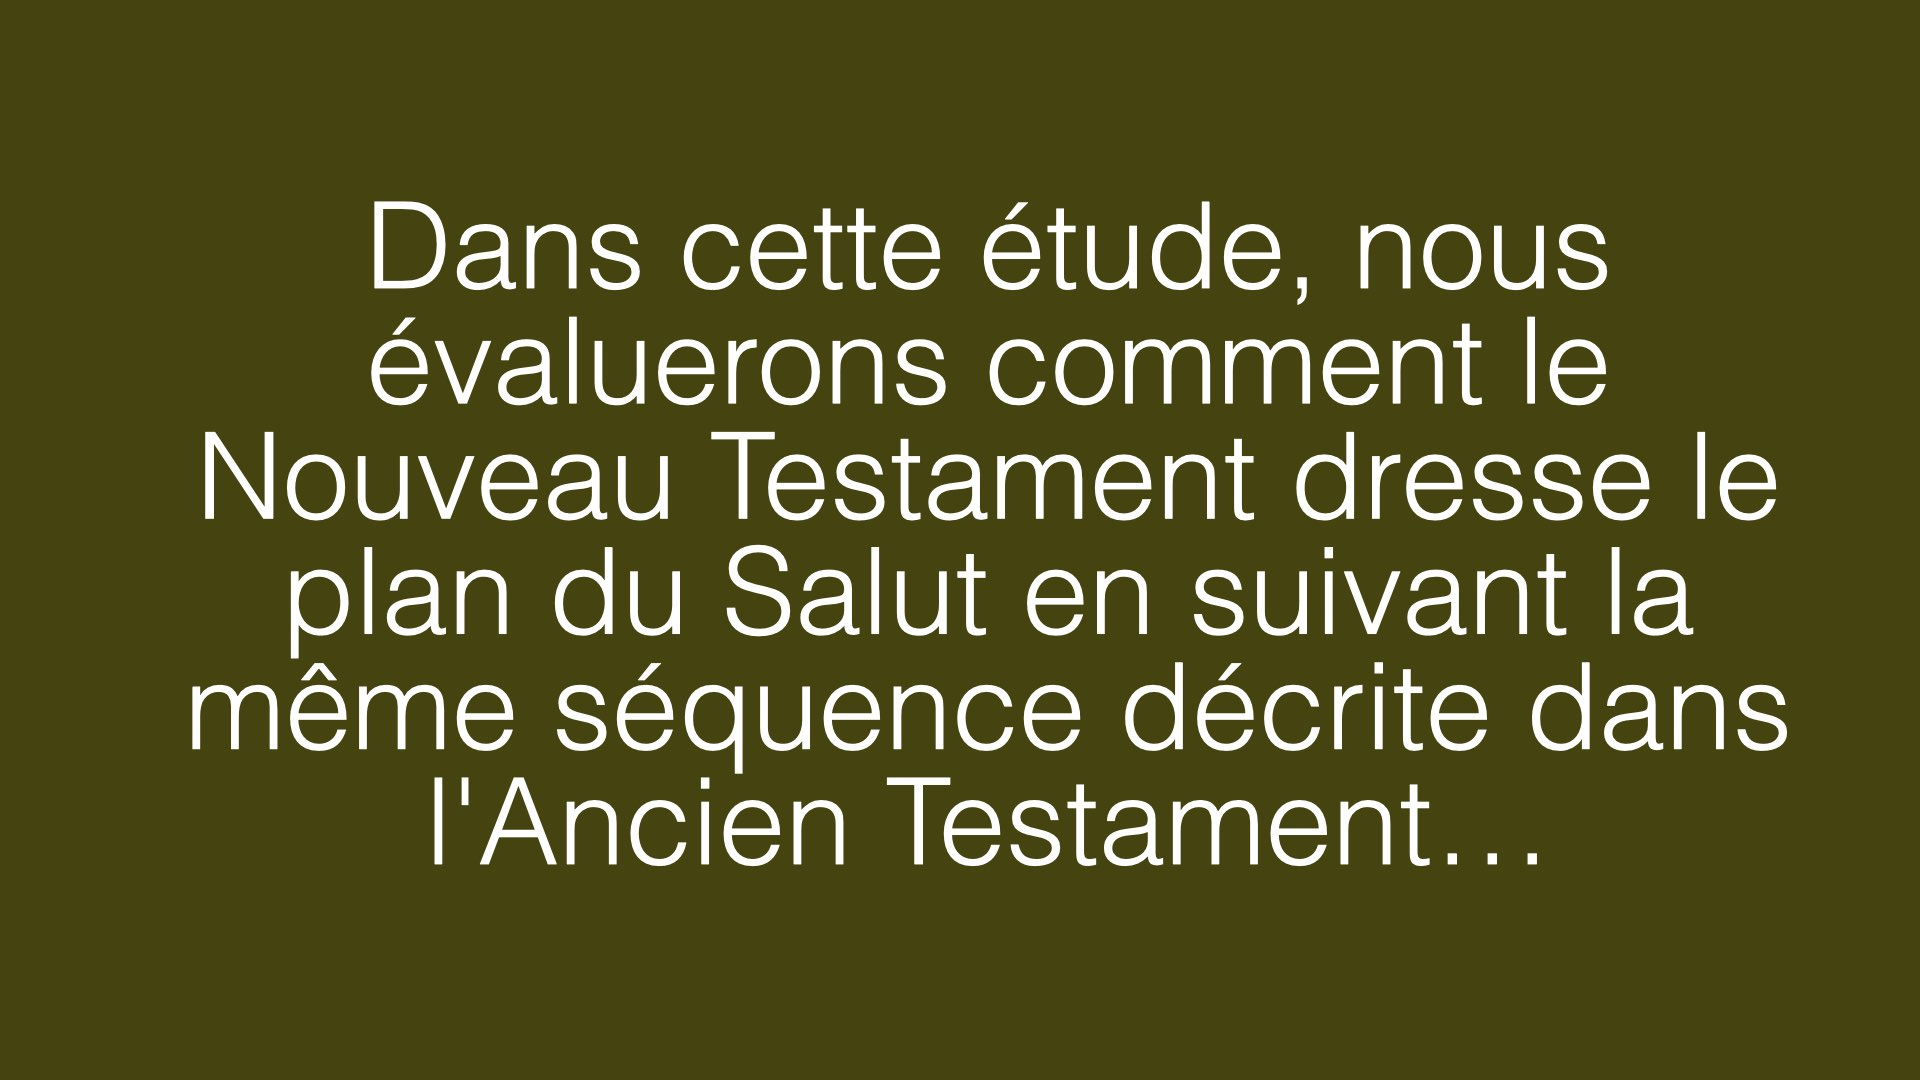 Dans cette étude, nous
évaluerons comment le
Nouveau Testament dresse le
plan du Salut en suivant la
même séquence décrite dans
l'Ancien Testament…